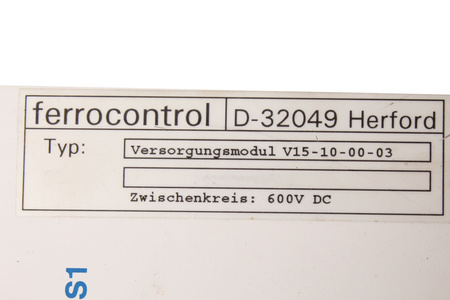 ferrocontrol D-32049 Herford
Typ: Versorgungsmodul V15-10-00-03
Zwischenkreis: 600V DC
S1